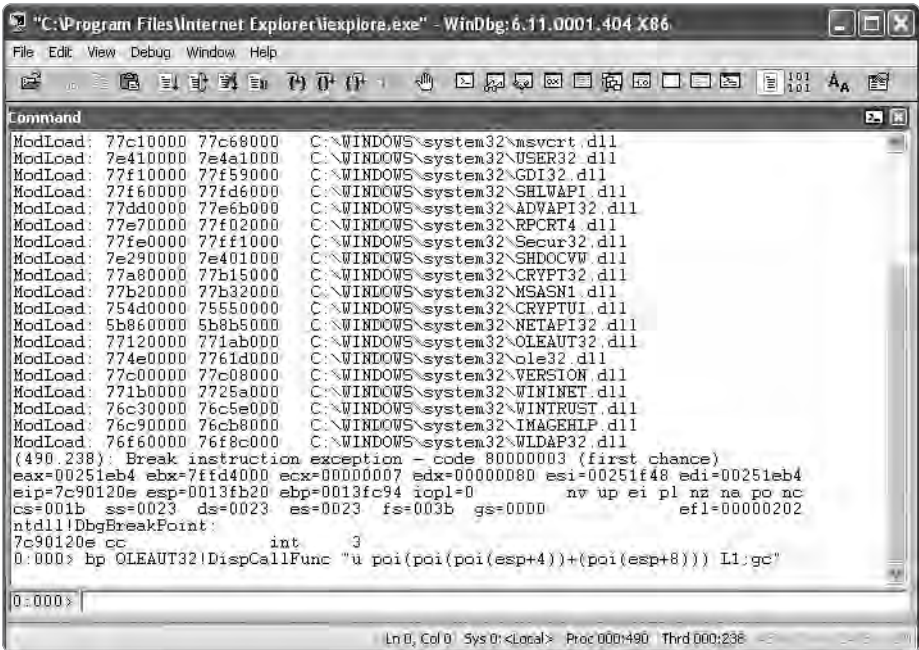 "C:\Program Files\Internet Explorer\iexplore.exe" - WinDbg:6.11.0001.404 X86
File Edit View Debug Window Help
101
101
AA
Command
ModLoad: 77c10000 77c68000 C:\WINDOWS\system32\msvcrt.dll
ModLoad: 7e410000 7e4a1000 C:\WINDOWS\system32\USER32.dll
ModLoad: 77f10000 77f59000 C:\WINDOWS\system32\GDI32.dll
ModLoad: 77f60000 77fd6000 C:\WINDOWS\system32\SHLWAPI.dll
ModLoad: 77dd0000 77e6b000 C:\WINDOWS\system32\ADVAPI32.dll
ModLoad: 77e70000 77f02000 C:\WINDOWS\system32\RPCRT4.dll
ModLoad: 77fe0000 77ff1000 C:\WINDOWS\system32\Secur32.dll
ModLoad: 7e290000 7e401000 C:\WINDOWS\system32\SHDOCVW.dll
ModLoad: 77a80000 77b15000 C:\WINDOWS\system32\CRYPT32.dll
ModLoad: 77b20000 77b32000 C:\WINDOWS\system32\MSASN1.dll
ModLoad: 754d0000 75550000 C:\WINDOWS\system32\CRYPTUI.dll
ModLoad: 5b860000 5b8b5000 C:\WINDOWS\system32\NETAPI32.dll
ModLoad: 77120000 771ab000 C:\WINDOWS\system32\OLEAUT32.dll
ModLoad: 774e0000 7761d000 C:\WINDOWS\system32\ole32.dll
ModLoad: 77c00000 77c08000 C:\WINDOWS\system32\VERSION.dll
ModLoad: 771b0000 7725a000 C:\WINDOWS\system32\WININET.dll
ModLoad: 76c30000 76c5e000 C:\WINDOWS\system32\WINTRUST.dll
ModLoad: 76c90000 76cb8000 C:\WINDOWS\system32\IMAGEHLP.dll
ModLoad: 76f60000 76f8c000 C:\WINDOWS\system32\WLDAP32.dll
(490.238): Break instruction exception - code 80000003 (first chance)
eax=00251eb4 ebx=7ffd4000 ecx=00000007 edx=00000080 esi=00251f48 edi=00251eb4
eip=7c90120e esp=0013fb20 ebp=0013fc94 iopl=0 nv up ei pl nz na po nc
cs=001b ss=0023 ds=0023 es=0023 fs=003b gs=0000 efl=00000202
ntdll!DbgBreakPoint:
7c90120e cc int 3
0:000> bp OLEAUT32!DispCallFunc "u poi(poi(poi(esp+4))+(poi(esp+8))) L1;gc"
0:000>
Ln 0, Col 0 Sys 0:<Local> Proc 000:490 Thrd 000:238